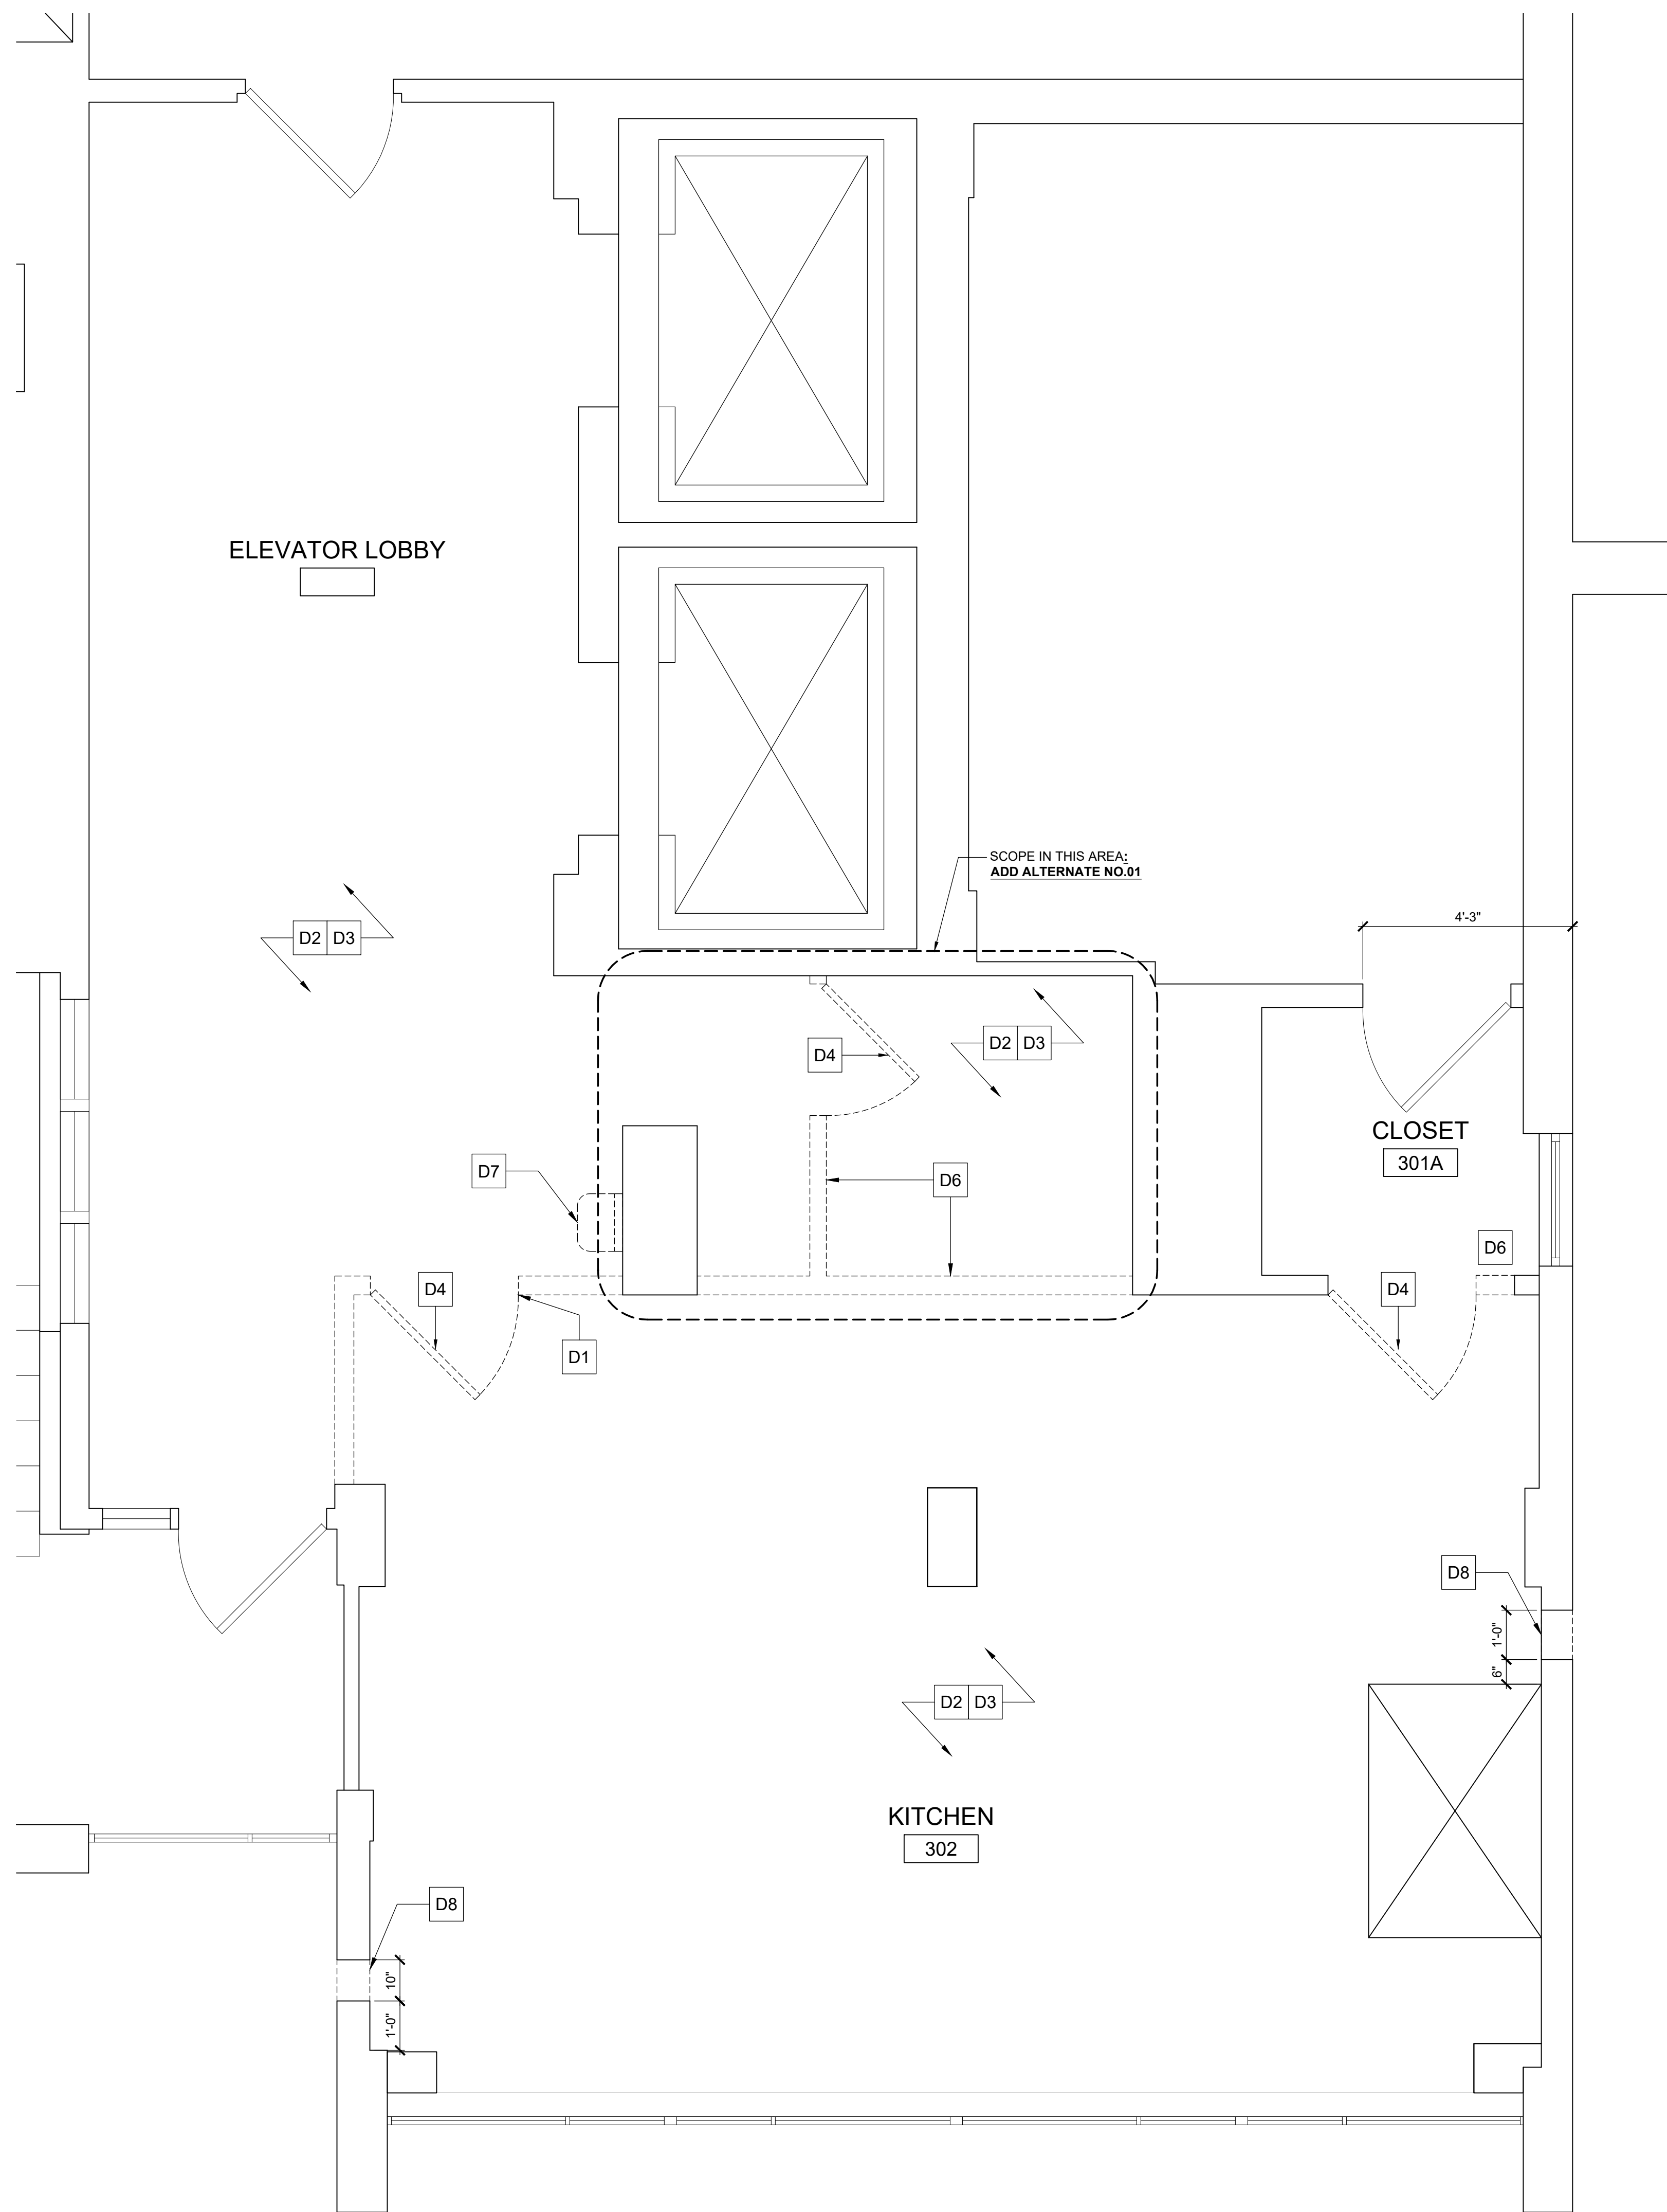 ELEVATOR LOBBY
SCOPE IN THIS AREA:
ADD ALTERNATE NO.01
4'-3"
D2 D3
D2 D3
D4
CLOSET
301A
D7
D6
D6
D4
D4
D1
D8
1'-0"
6"
D2 D3
KITCHEN
302
D8
10"
1'-0"